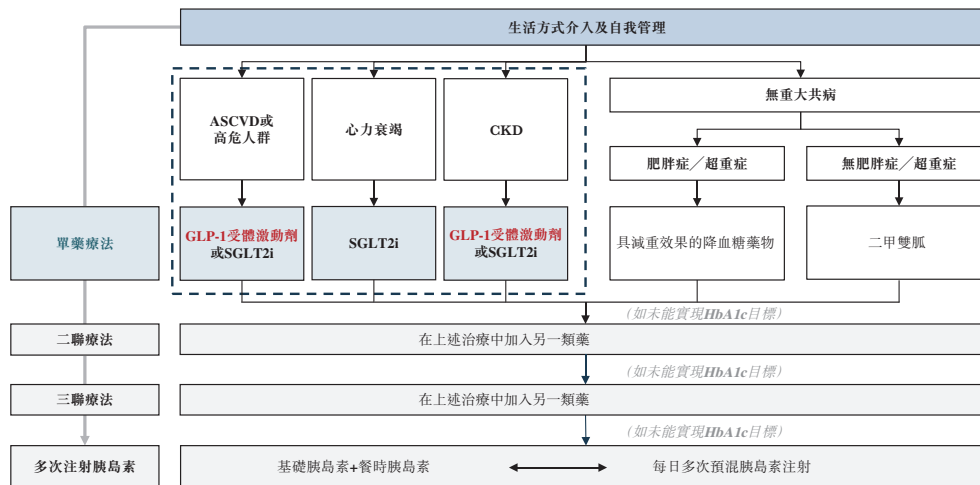 生活方式介入及自我管理
ASCVD或
高危人群
心力衰竭
CKD
無重大共病
肥胖症／超重症
無肥胖症／超重症
單藥療法
GLP-1受體激動劑
或SGLT2i
SGLT2i
GLP-1受體激動劑
或SGLT2i
具減重效果的降血糖藥物
二甲雙胍
（如未能實現HbA1c目標）
二聯療法
在上述治療中加入另一類藥
（如未能實現HbA1c目標）
三聯療法
在上述治療中加入另一類藥
（如未能實現HbA1c目標）
多次注射胰島素
基礎胰島素+餐時胰島素
每日多次預混胰島素注射